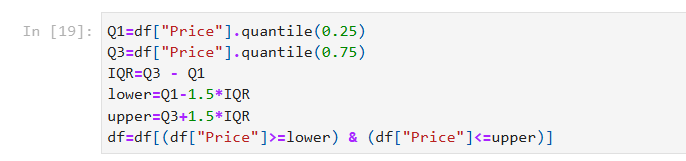 In [19]: Q1=df["Price"].quantile(0.25)
Q3=df["Price"].quantile(0.75)
IQR=Q3 - Q1
lower=Q1-1.5*IQR
upper=Q3+1.5*IQR
df=df[(df["Price"]>=lower) & (df["Price"]<=upper)]